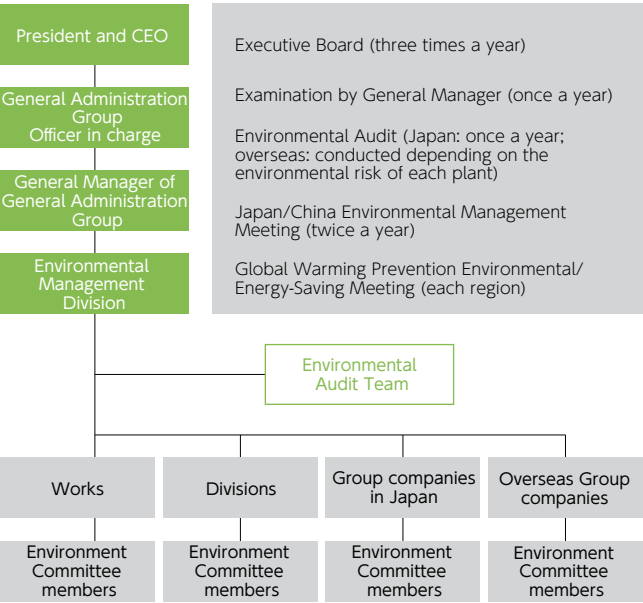 President and CEO
General Administration
Group
Officer in charge
General Manager of
General Administration
Group
Environmental
Management
Division
Executive Board (three times a year)
Examination by General Manager (once a year)
Environmental Audit (Japan: once a year;
overseas: conducted depending on the
environmental risk of each plant)
Japan/China Environmental Management
Meeting (twice a year)
Global Warming Prevention Environmental/
Energy-Saving Meeting (each region)
Environmental
Audit Team
Works
Divisions
Group companies
in Japan
Overseas Group
companies
Environment
Committee
members
Environment
Committee
members
Environment
Committee
members
Environment
Committee
members